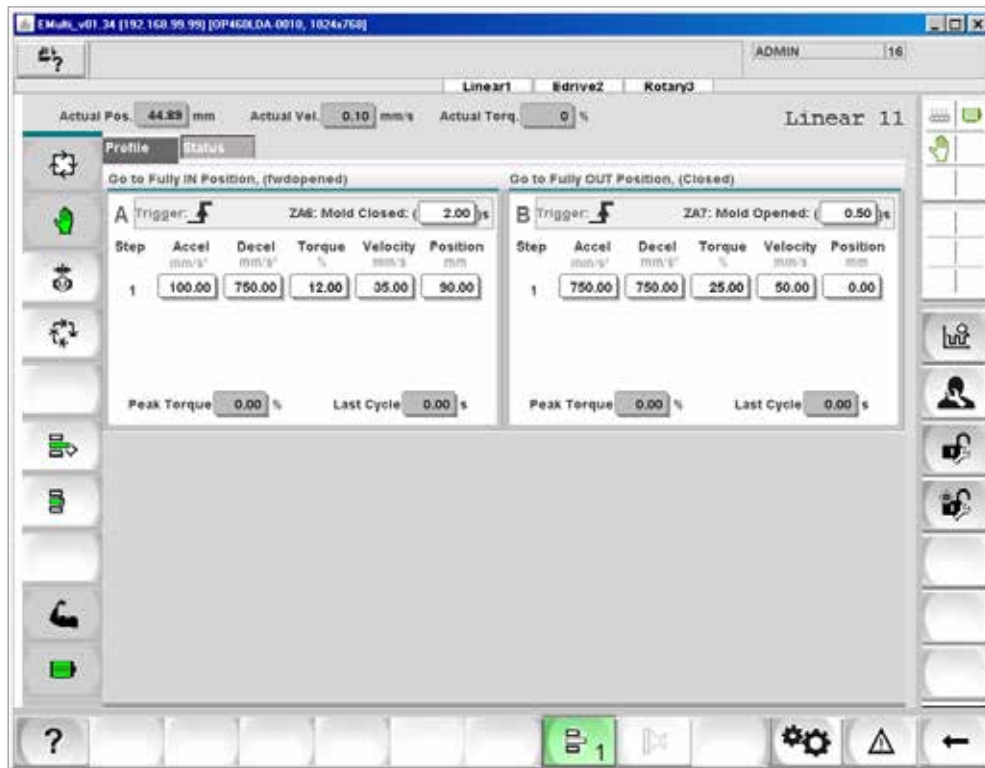 EMulti_v01.34 [192.168.99.99] [OP460LDA-0010, 1024x768]
ADMIN 16
Linear1 Edrive2 Rotary3
Actual Pos. 44.89 mm Actual Vel. 0.10 mm/s Actual Torq. 0 % Linear 11
Profile Status
Go to Fully IN Position, (fwdopened)
A Trigger: ZA6: Mold Closed: ( 2.00 )s
Step Accel Decel Torque Velocity Position
mm/s² mm/s² % mm/s mm
1 100.00 750.00 12.00 35.00 90.00
Peak Torque 0.00 % Last Cycle 0.00 s
Go to Fully OUT Position, (Closed)
B Trigger: ZA7: Mold Opened: ( 0.50 )s
Step Accel Decel Torque Velocity Position
mm/s² mm/s² % mm/s mm
1 750.00 750.00 25.00 50.00 0.00
Peak Torque 0.00 % Last Cycle 0.00 s
? 1